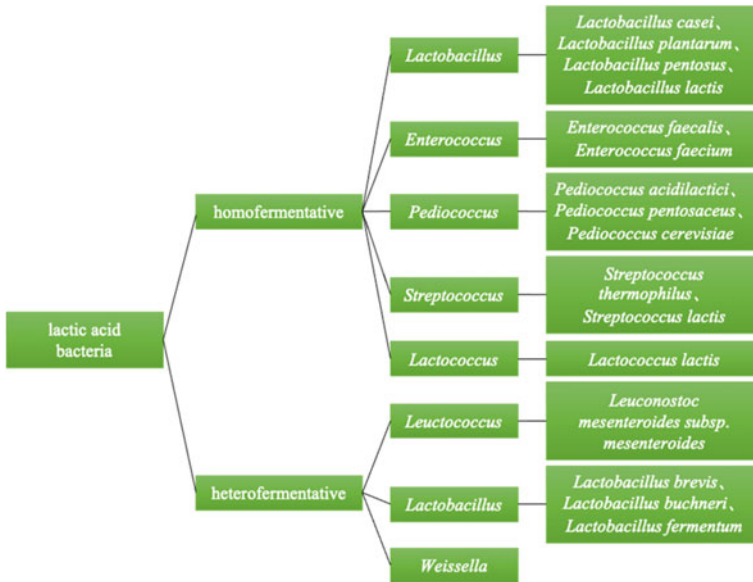 Lactobacillus casei、
Lactobacillus plantarum、
Lactobacillus pentosus、
Lactobacillus lactis
Lactobacillus
Enterococcus faecalis、
Enterococcus faecium
Enterococcus
homofermentative
Pediococcus acidilactici、
Pediococcus pentosaceus、
Pediococcus cerevisiae
Pediococcus
Streptococcus
thermophilus、
Streptococcus lactis
Streptococcus
lactic acid
bacteria
Lactococcus
Lactococcus lactis
Leuctococcus
Leuconostoc
mesenteroides subsp.
mesenteroides
heterofermentative
Lactobacillus
Lactobacillus brevis、
Lactobacillus buchneri、
Lactobacillus fermentum
Weissella